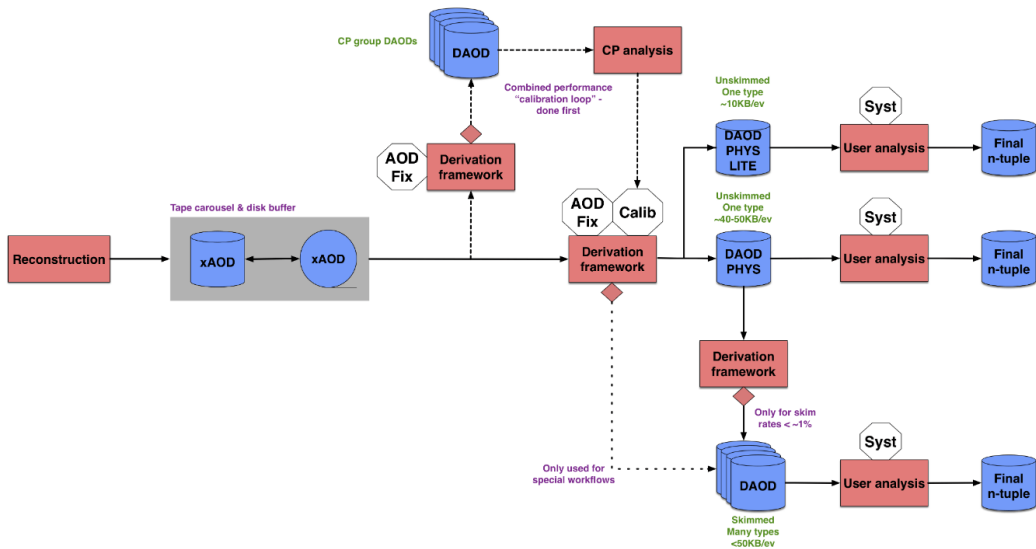 CP group DAODs
DAOD
CP analysis
Combined performance
“calibration loop” -
done first
AOD
Fix
Derivation
framework
Unskimmed
One type
~10KB/ev
DAOD
PHYS
LITE
Syst
User analysis
Final
n-tuple
Tape carousel & disk buffer
Reconstruction
xAOD
xAOD
AOD
Fix
Calib
Derivation
framework
Unskimmed
One type
~40-50KB/ev
DAOD
PHYS
Syst
User analysis
Final
n-tuple
Derivation
framework
Only for skim
rates < ~1%
Only used for
special workflows
DAOD
Skimmed
Many types
<50KB/ev
Syst
User analysis
Final
n-tuple